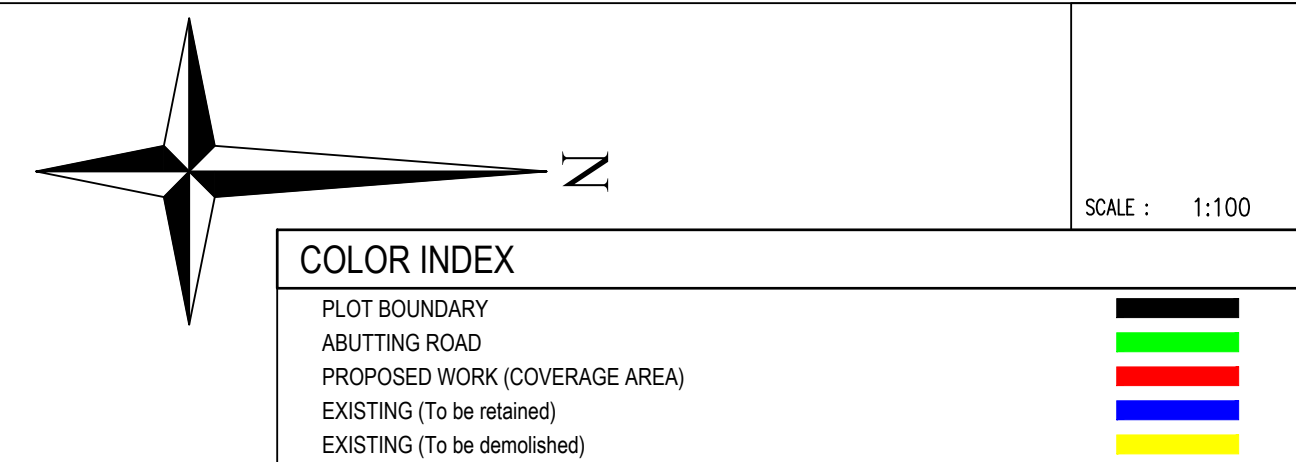 N
SCALE : 1:100
COLOR INDEX
PLOT BOUNDARY
ABUTTING ROAD
PROPOSED WORK (COVERAGE AREA)
EXISTING (To be retained)
EXISTING (To be demolished)